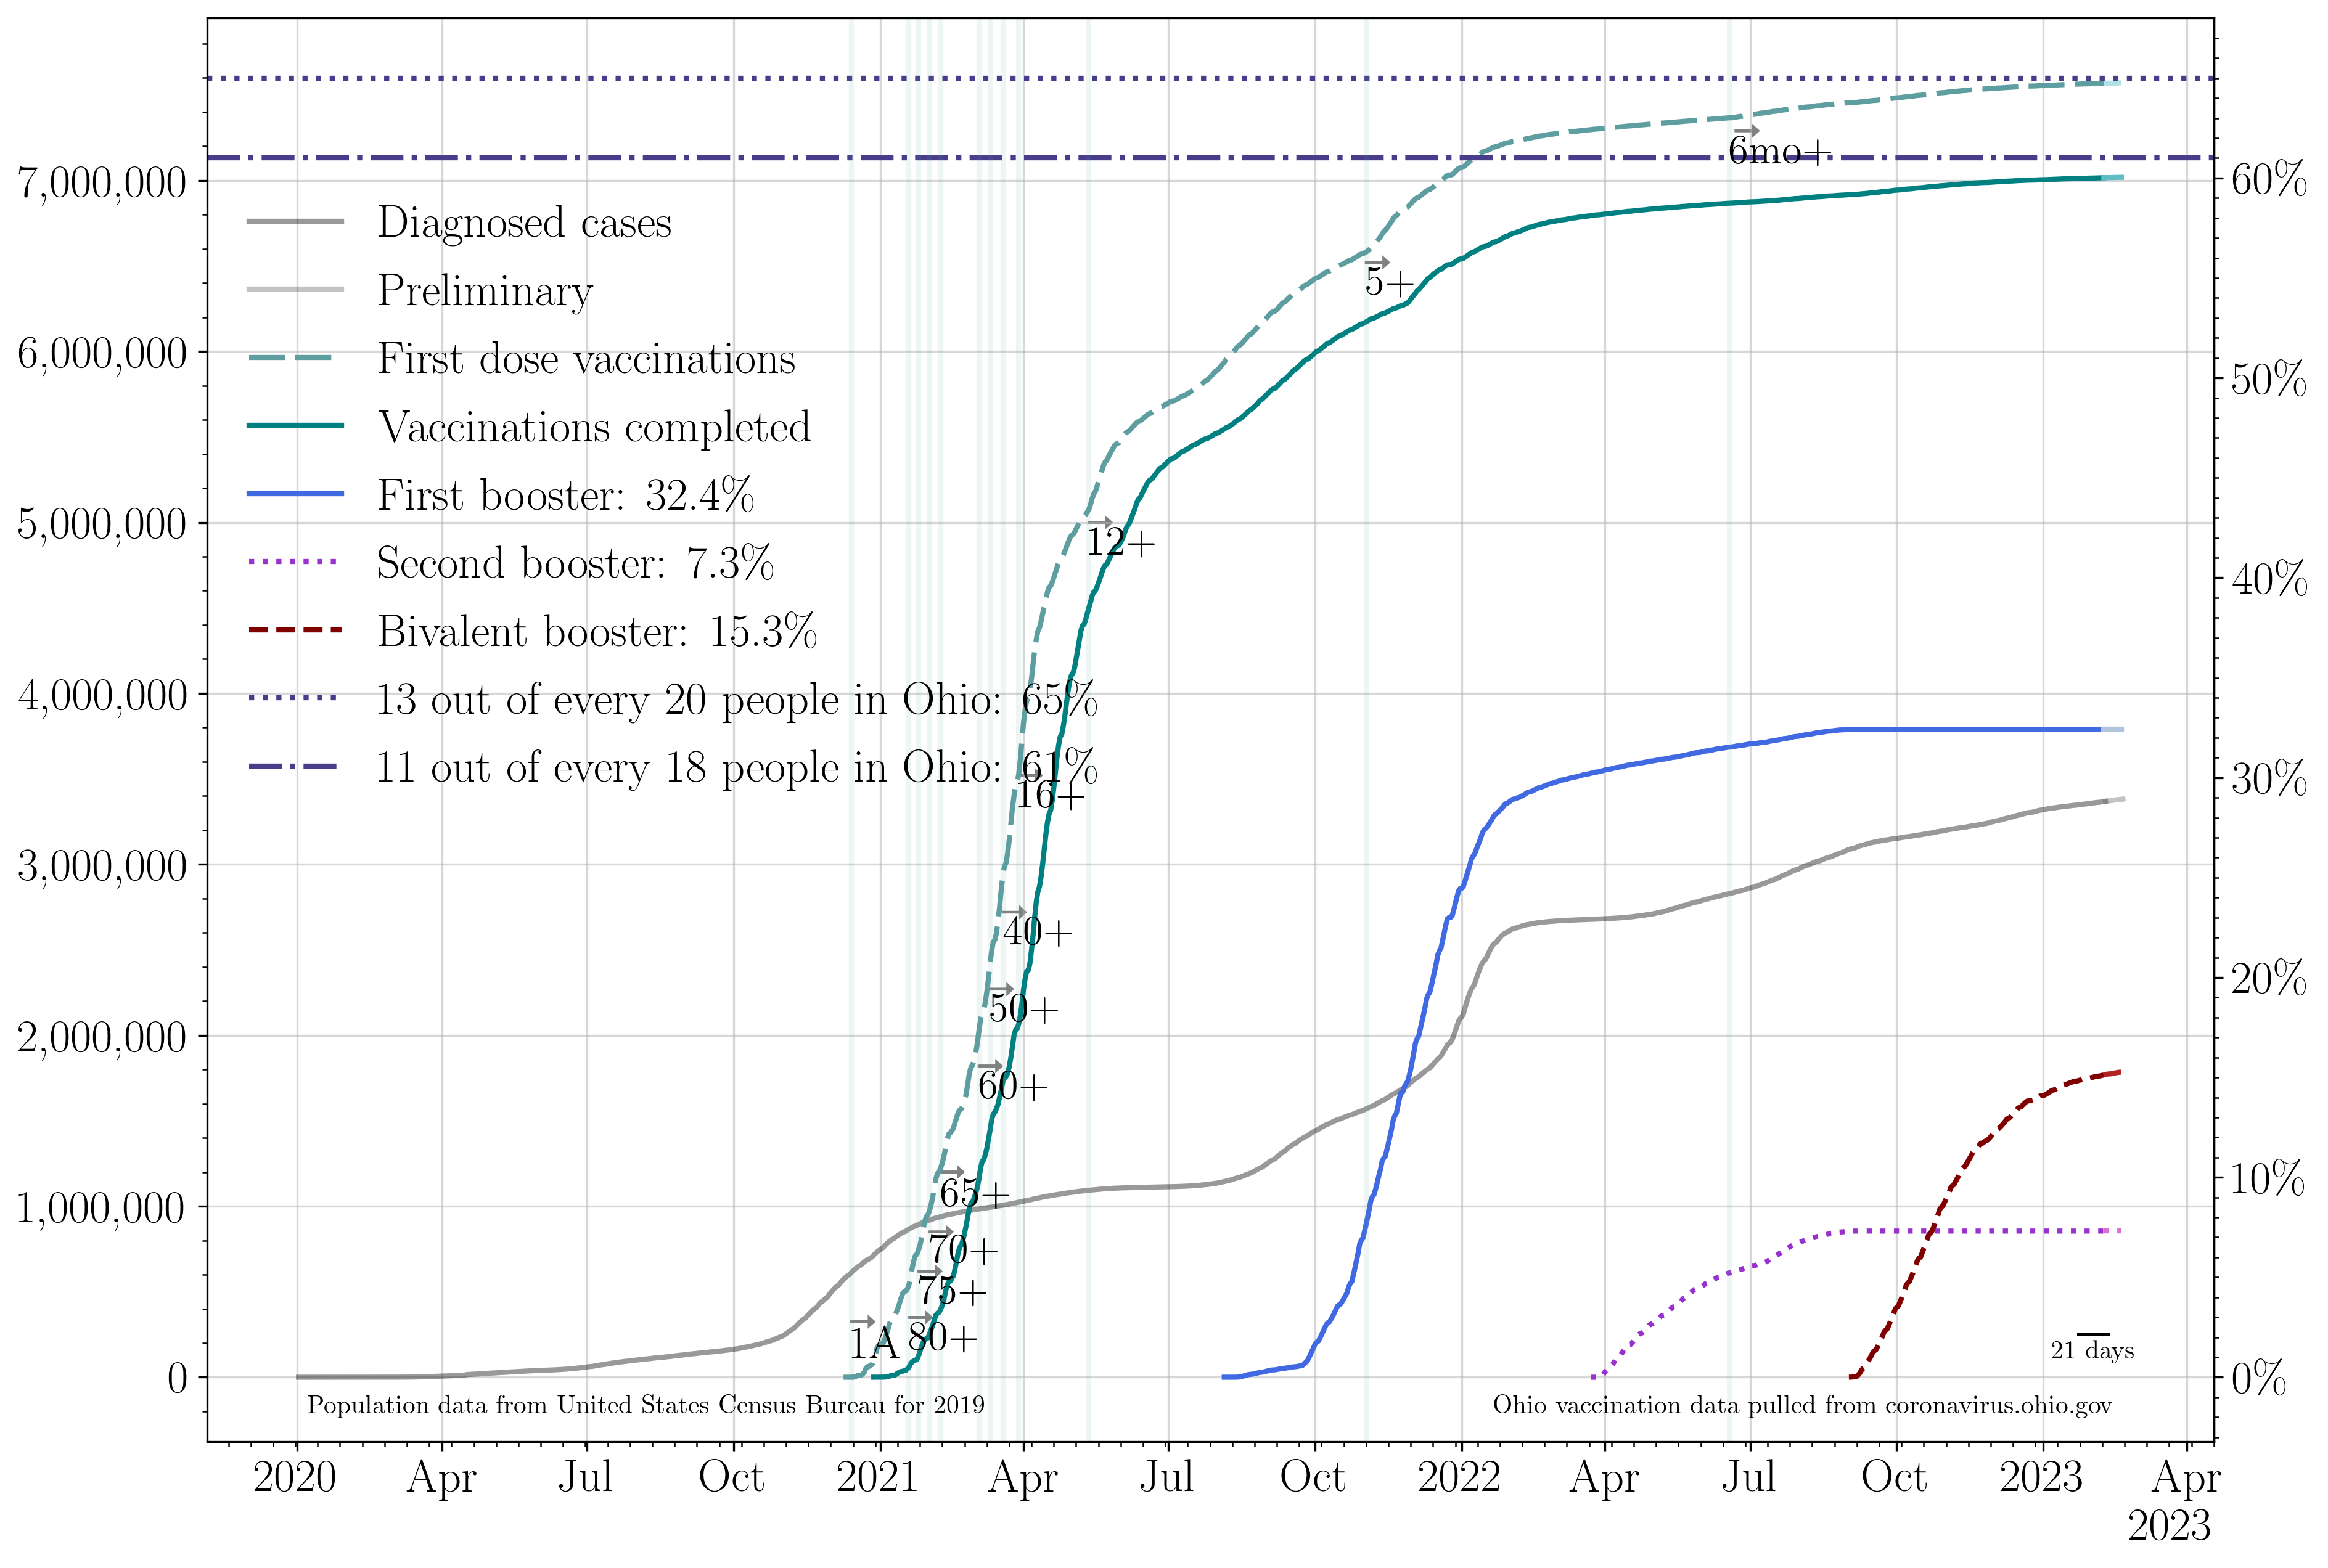 7,000,000
6,000,000
5,000,000
4,000,000
3,000,000
2,000,000
1,000,000
0
Diagnosed cases
Preliminary
First dose vaccinations
Vaccinations completed
First booster: 32.4%
Second booster: 7.3%
Bivalent booster: 15.3%
13 out of every 20 people in Ohio: 65%
11 out of every 18 people in Ohio: 61%
6mo+
5+
12+
16+
40+
50+
60+
65+
70+
75+
80+
1A
21 days
60%
50%
40%
30%
20%
10%
0%
Population data from United States Census Bureau for 2019
Ohio vaccination data pulled from coronavirus.ohio.gov
2020 Apr Jul Oct 2021 Apr Jul Oct 2022 Apr Jul Oct 2023 Apr
2023